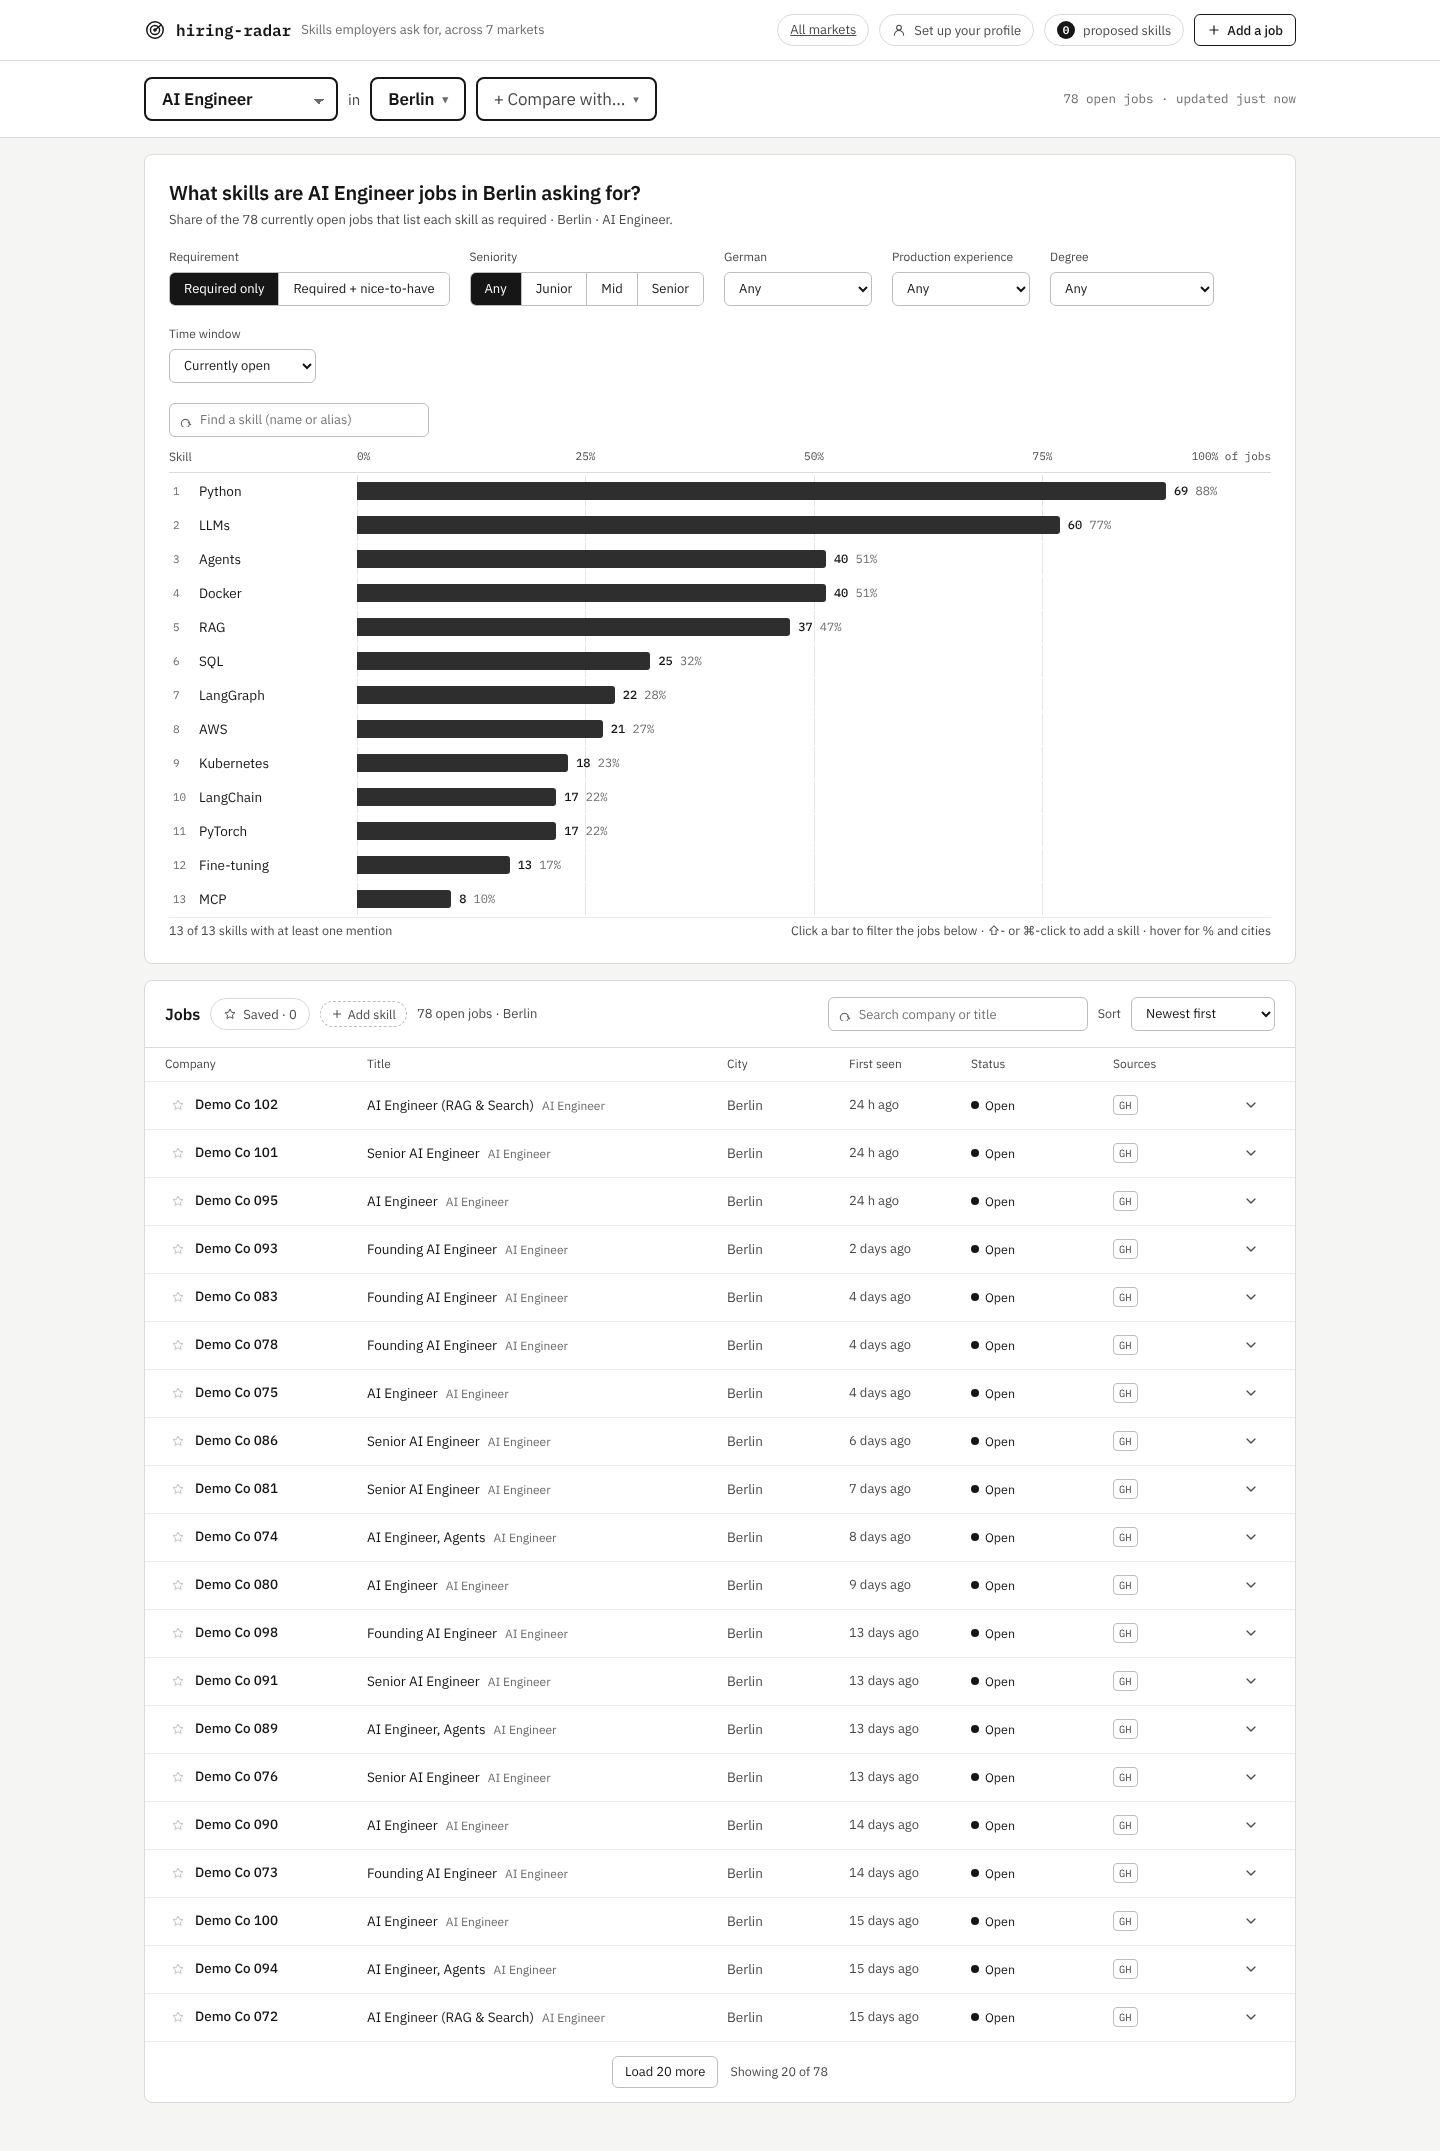 hiring-radar Skills employers ask for, across 7 markets All markets Set up your profile 0 proposed skills + Add a job
AI Engineer in Berlin + Compare with... 78 open jobs · updated just now
What skills are AI Engineer jobs in Berlin asking for?
Share of the 78 currently open jobs that list each skill as required · Berlin · AI Engineer.
Requirement Seniority German Production experience Degree
Required only Required + nice-to-have Any Junior Mid Senior Any Any Any
Time window
Currently open
Find a skill (name or alias)
Skill 0% 25% 50% 75% 100% of jobs
1 Python 69 88%
2 LLMs 60 77%
3 Agents 40 51%
4 Docker 40 51%
5 RAG 37 47%
6 SQL 25 32%
7 LangGraph 22 28%
8 AWS 21 27%
9 Kubernetes 18 23%
10 LangChain 17 22%
11 PyTorch 17 22%
12 Fine-tuning 13 17%
13 MCP 8 10%
13 of 13 skills with at least one mention Click a bar to filter the jobs below · ⇧- or ⌘-click to add a skill · hover for % and cities
Jobs Saved · 0 + Add skill 78 open jobs · Berlin Search company or title Sort Newest first
Company Title City First seen Status Sources
Demo Co 102 AI Engineer (RAG & Search) AI Engineer Berlin 24 h ago Open GH
Demo Co 101 Senior AI Engineer AI Engineer Berlin 24 h ago Open GH
Demo Co 095 AI Engineer AI Engineer Berlin 24 h ago Open GH
Demo Co 093 Founding AI Engineer AI Engineer Berlin 2 days ago Open GH
Demo Co 083 Founding AI Engineer AI Engineer Berlin 4 days ago Open GH
Demo Co 078 Founding AI Engineer AI Engineer Berlin 4 days ago Open GH
Demo Co 075 AI Engineer AI Engineer Berlin 4 days ago Open GH
Demo Co 086 Senior AI Engineer AI Engineer Berlin 6 days ago Open GH
Demo Co 081 Senior AI Engineer AI Engineer Berlin 7 days ago Open GH
Demo Co 074 AI Engineer, Agents AI Engineer Berlin 8 days ago Open GH
Demo Co 080 AI Engineer AI Engineer Berlin 9 days ago Open GH
Demo Co 098 Founding AI Engineer AI Engineer Berlin 13 days ago Open GH
Demo Co 091 Senior AI Engineer AI Engineer Berlin 13 days ago Open GH
Demo Co 089 AI Engineer, Agents AI Engineer Berlin 13 days ago Open GH
Demo Co 076 Senior AI Engineer AI Engineer Berlin 13 days ago Open GH
Demo Co 090 AI Engineer AI Engineer Berlin 14 days ago Open GH
Demo Co 073 Founding AI Engineer AI Engineer Berlin 14 days ago Open GH
Demo Co 100 AI Engineer AI Engineer Berlin 15 days ago Open GH
Demo Co 094 AI Engineer, Agents AI Engineer Berlin 15 days ago Open GH
Demo Co 072 AI Engineer (RAG & Search) AI Engineer Berlin 15 days ago Open GH
Load 20 more Showing 20 of 78